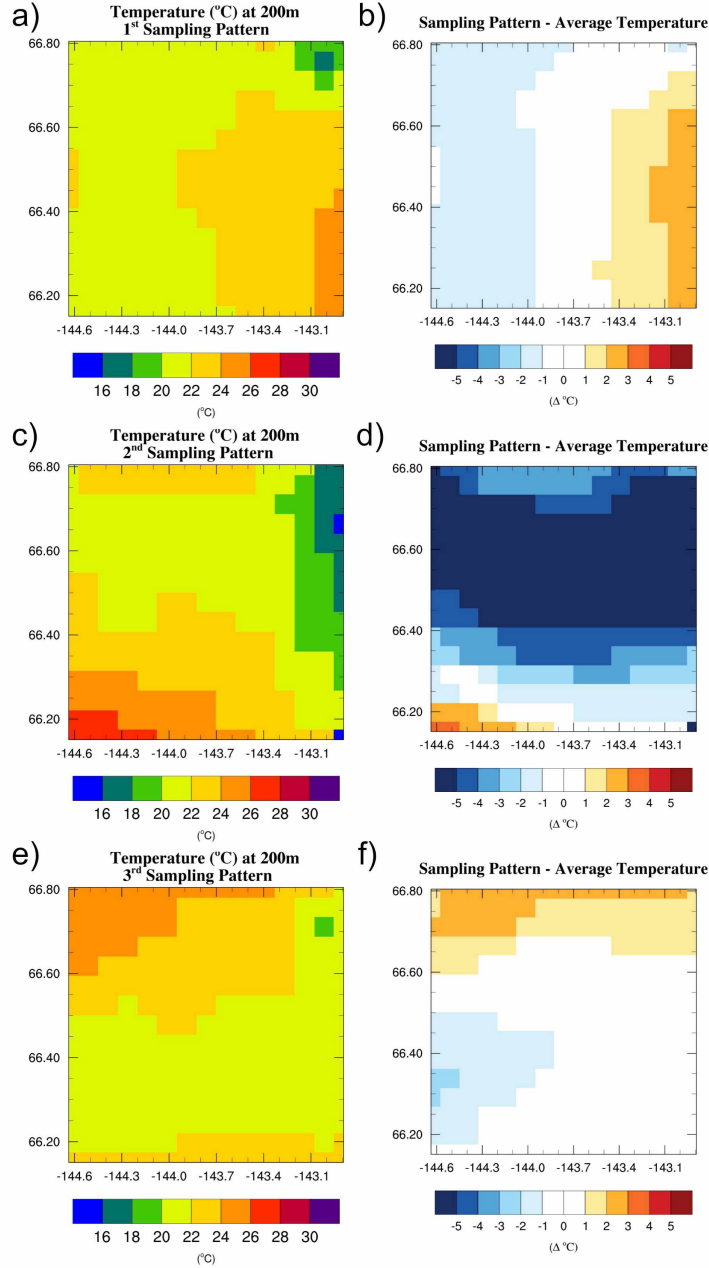 a)
Temperature (°C) at 200m
1st Sampling Pattern
66.80
66.60
66.40
66.20
-144.6 -144.3 -144.0 -143.7 -143.4 -143.1
16 18 20 22 24 26 28 30
(°C)
b)
Sampling Pattern - Average Temperature
66.80
66.60
66.40
66.20
-144.6 -144.3 -144.0 -143.7 -143.4 -143.1
-5 -4 -3 -2 -1 0 1 2 3 4 5
(Δ °C)
c)
Temperature (°C) at 200m
2nd Sampling Pattern
66.80
66.60
66.40
66.20
-144.6 -144.3 -144.0 -143.7 -143.4 -143.1
16 18 20 22 24 26 28 30
(°C)
d)
Sampling Pattern - Average Temperature
66.80
66.60
66.40
66.20
-144.6 -144.3 -144.0 -143.7 -143.4 -143.1
-5 -4 -3 -2 -1 0 1 2 3 4 5
(Δ °C)
e)
Temperature (°C) at 200m
3rd Sampling Pattern
66.80
66.60
66.40
66.20
-144.6 -144.3 -144.0 -143.7 -143.4 -143.1
16 18 20 22 24 26 28 30
(°C)
f)
Sampling Pattern - Average Temperature
66.80
66.60
66.40
66.20
-144.6 -144.3 -144.0 -143.7 -143.4 -143.1
-5 -4 -3 -2 -1 0 1 2 3 4 5
(Δ °C)